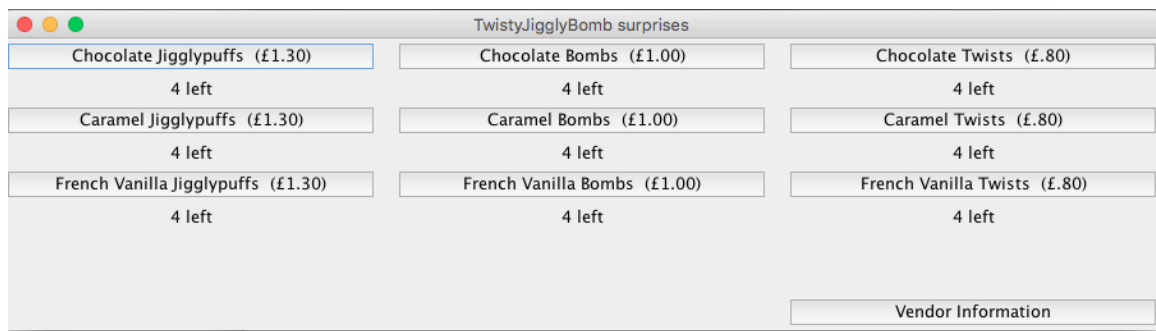 TwistyJigglyBomb surprises
Chocolate Jigglypuffs (£1.30) Chocolate Bombs (£1.00) Chocolate Twists (£.80)
4 left 4 left 4 left
Caramel Jigglypuffs (£1.30) Caramel Bombs (£1.00) Caramel Twists (£.80)
4 left 4 left 4 left
French Vanilla Jigglypuffs (£1.30) French Vanilla Bombs (£1.00) French Vanilla Twists (£.80)
4 left 4 left 4 left
Vendor Information